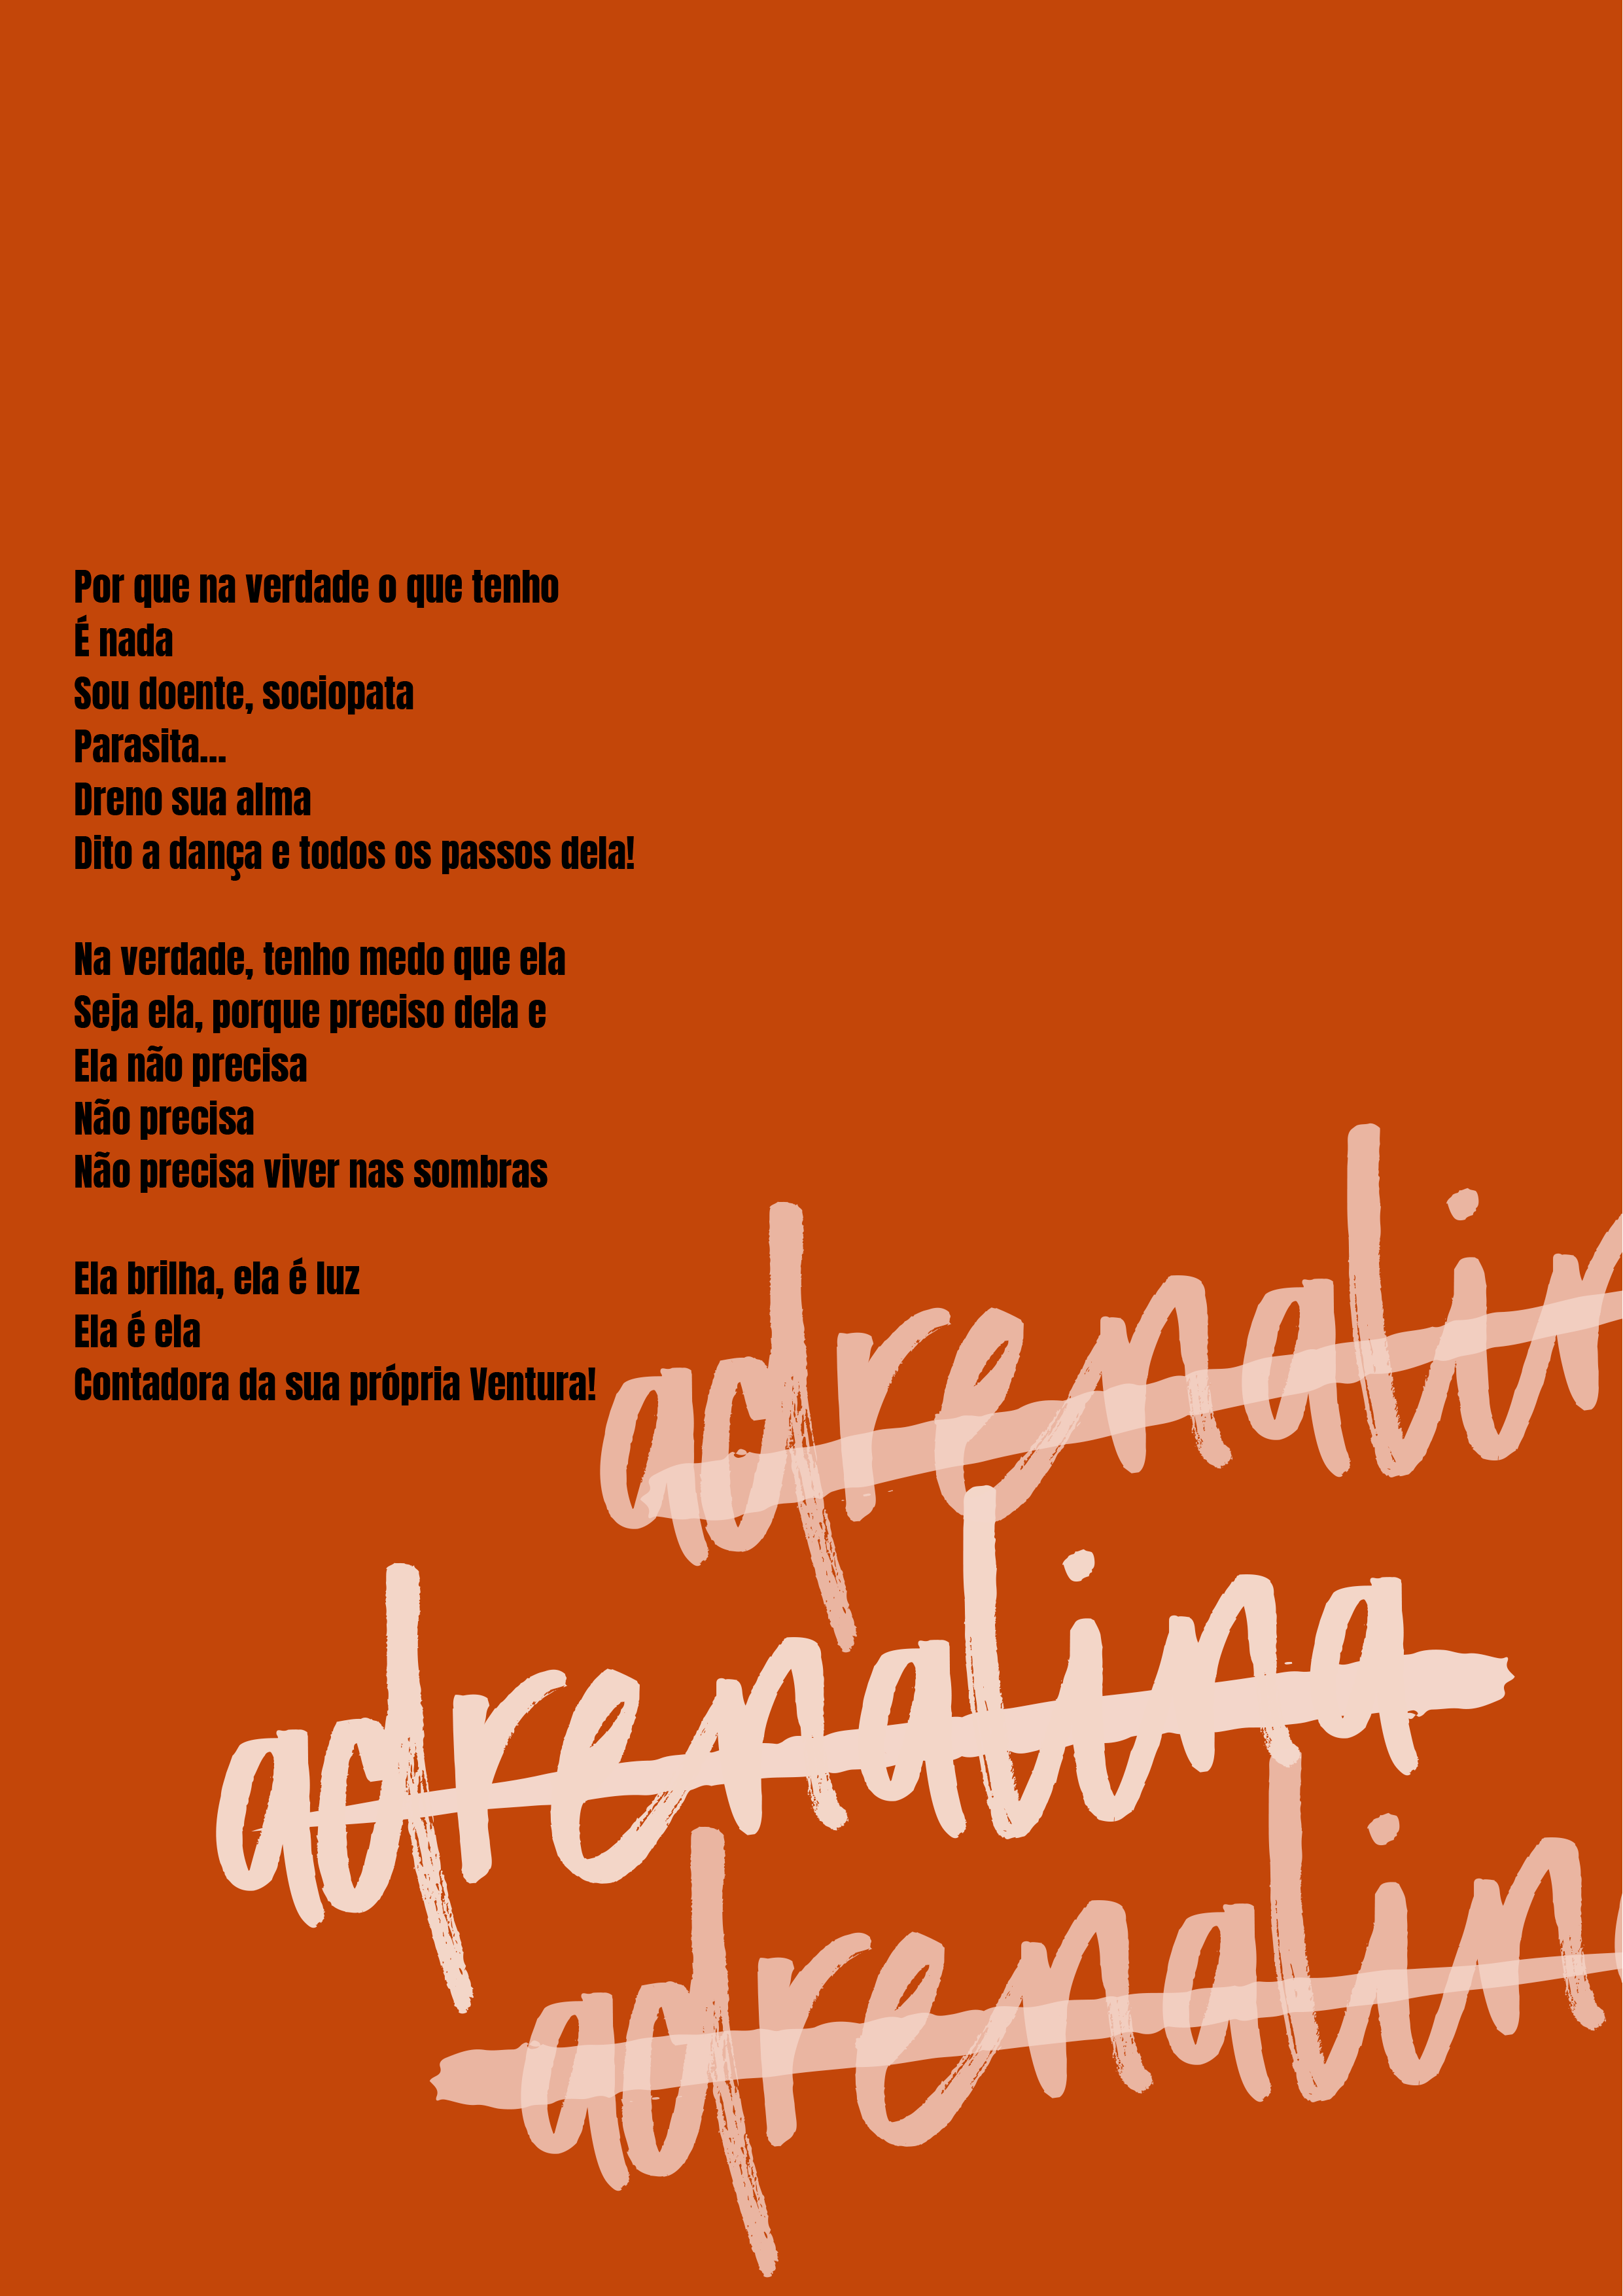 Por que na verdade o que tenho
É nada
Sou doente, sociopata
Parasita...
Dreno sua alma
Dito a dança e todos os passos dela!
Na verdade, tenho medo que ela
Seja ela, porque preciso dela e
Ela não precisa
Não precisa
Não precisa viver nas sombras
Ela brilha, ela é luz
Ela é ela
Contadora da sua própria Ventura!
adrenalin
adrenalina
adrenalina